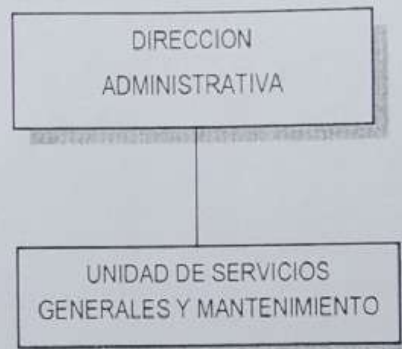 DIRECCION
ADMINISTRATIVA
UNIDAD DE SERVICIOS
GENERALES Y MANTENIMIENTO